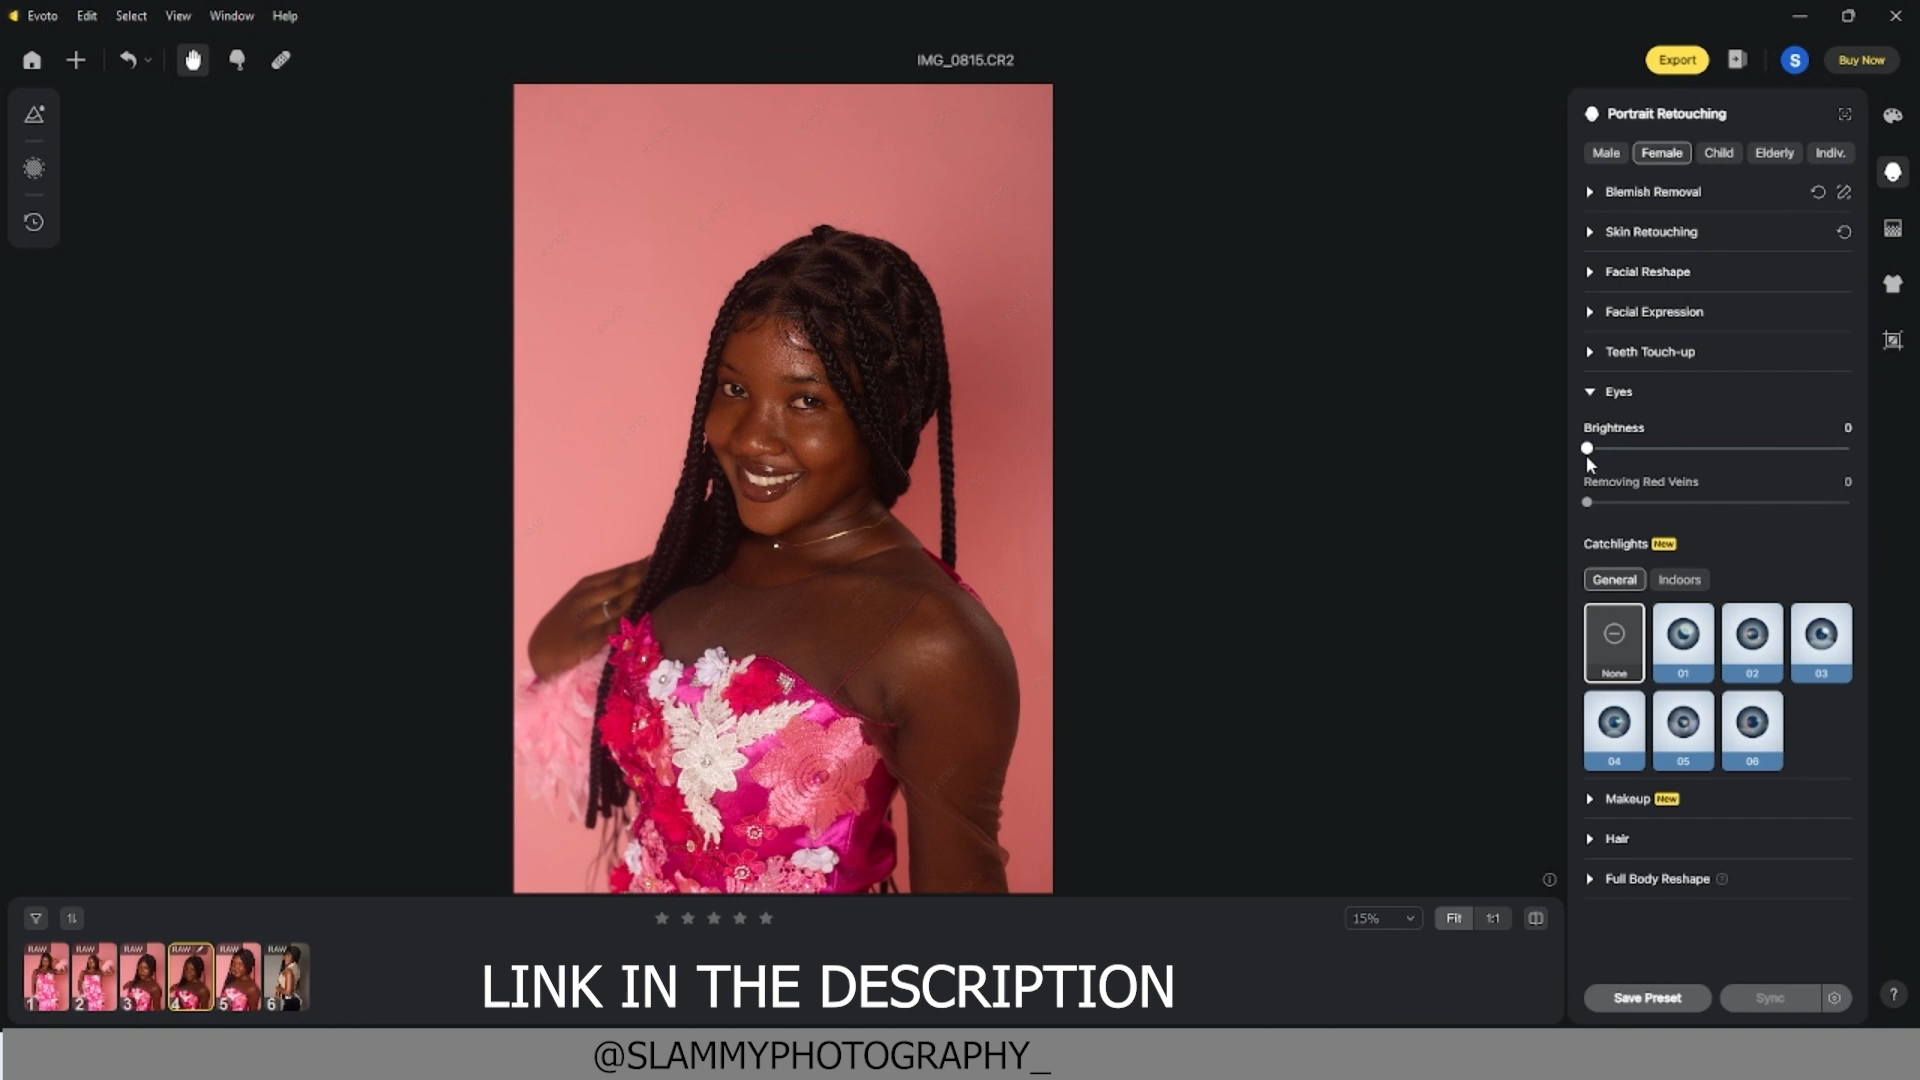 Evoto Edit Select View Window Help
IMG_0815.CR2
Export
S
Buy Now
Portrait Retouching
Male Female Child Elderly Indiv.
Blemish Removal
Skin Retouching
Facial Reshape
Facial Expression
Teeth Touch-up
Eyes
Brightness 0
Removing Red Veins 0
Catchlights New
General Indoors
None 01 02 03
04 05 06
Makeup New
Hair
Full Body Reshape ?
15% Fit 1:1
RAW RAW RAW RAW RAW RAW
1 2 3 4 5 6
Save Preset Sync ?
LINK IN THE DESCRIPTION
@SLAMMYPHOTOGRAPHY_